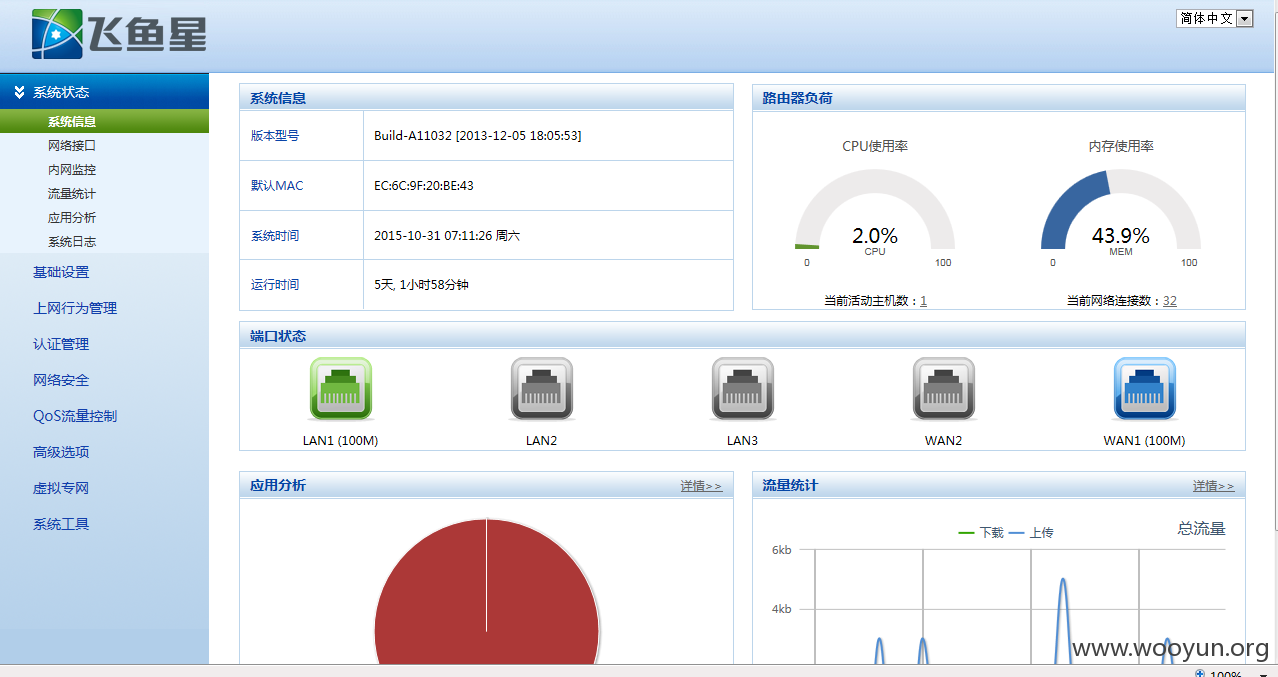 飞鱼星
简体中文
系统状态
系统信息
网络接口
内网监控
流量统计
应用分析
系统日志
基础设置
上网行为管理
认证管理
网络安全
QoS流量控制
高级选项
虚拟专网
系统工具
系统信息
版本型号 Build-A11032 [2013-12-05 18:05:53]
默认MAC EC:6C:9F:20:BE:43
系统时间 2015-10-31 07:11:26 周六
运行时间 5天, 1小时58分钟
路由器负荷
CPU使用率 内存使用率
2.0% 43.9%
CPU MEM
0 100 0 100
当前活动主机数：1 当前网络连接数：32
端口状态
LAN1 (100M) LAN2 LAN3 WAN2 WAN1 (100M)
应用分析 详情>>
流量统计 详情>>
下载 上传 总流量
6kb
4kb
www.wooyun.org
100%